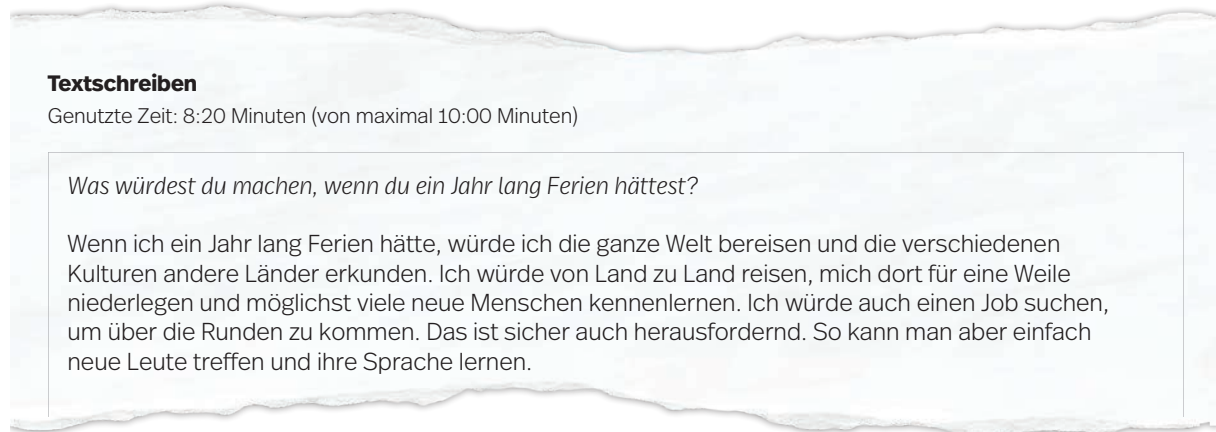 Textschreiben
Genutzte Zeit: 8:20 Minuten (von maximal 10:00 Minuten)
Was würdest du machen, wenn du ein Jahr lang Ferien hättest?
Wenn ich ein Jahr lang Ferien hätte, würde ich die ganze Welt bereisen und die verschiedenen
Kulturen andere Länder erkunden. Ich würde von Land zu Land reisen, mich dort für eine Weile
niederlegen und möglichst viele neue Menschen kennenlernen. Ich würde auch einen Job suchen,
um über die Runden zu kommen. Das ist sicher auch herausfordernd. So kann man aber einfach
neue Leute treffen und ihre Sprache lernen.